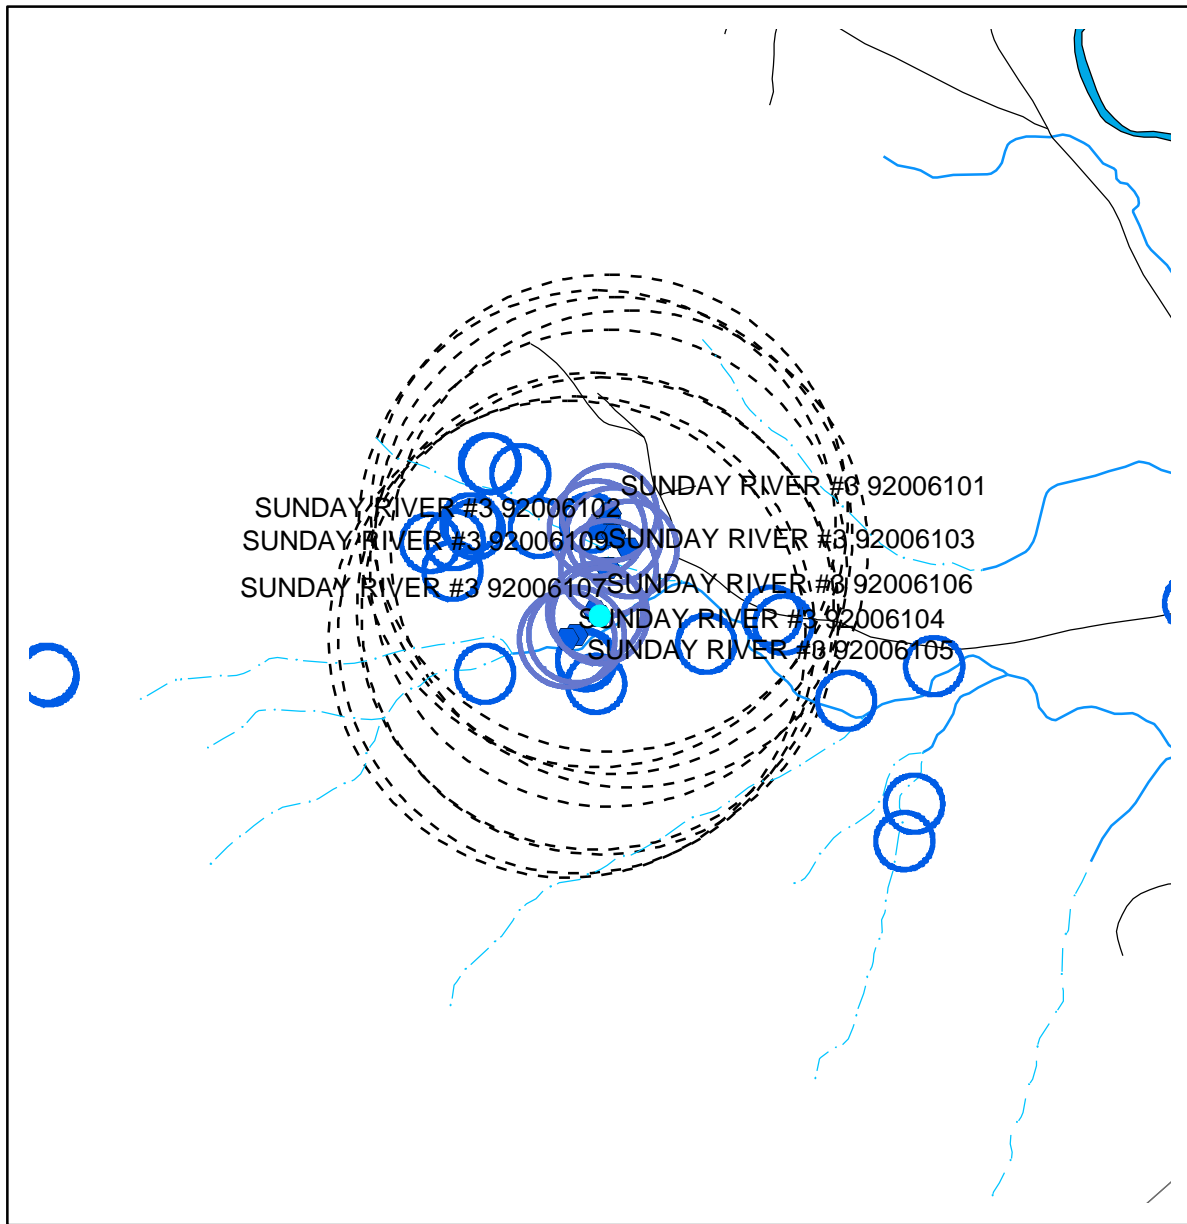 SUNDAY RIVER #3 92006101
SUNDAY RIVER #3 92006102
SUNDAY RIVER #3 92006109
SUNDAY RIVER #3 92006103
SUNDAY RIVER #3 92006107
SUNDAY RIVER #3 92006106
SUNDAY RIVER #3 92006104
SUNDAY RIVER #3 92006105